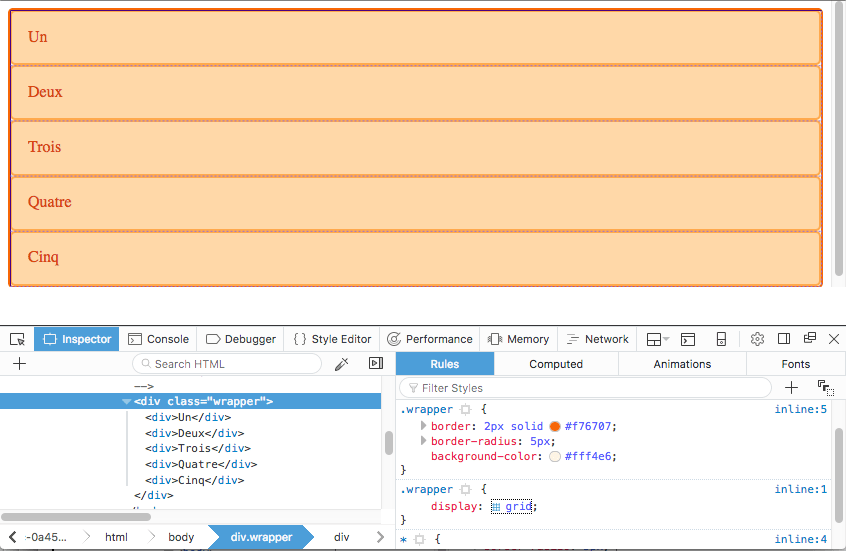 Un
Deux
Trois
Quatre
Cinq
Inspector Console Debugger { } Style Editor Performance Memory Network
Search HTML
Rules Computed Animations Fonts
Filter Styles
-->
<div class="wrapper">
<div>Un</div>
<div>Deux</div>
<div>Trois</div>
<div>Quatre</div>
<div>Cinq</div>
</div>
.wrapper { inline:5
border: 2px solid #f76707;
border-radius: 5px;
background-color: #fff4e6;
}
.wrapper { inline:1
display: grid;
}
* { inline:4
:-0a45... html body div.wrapper div